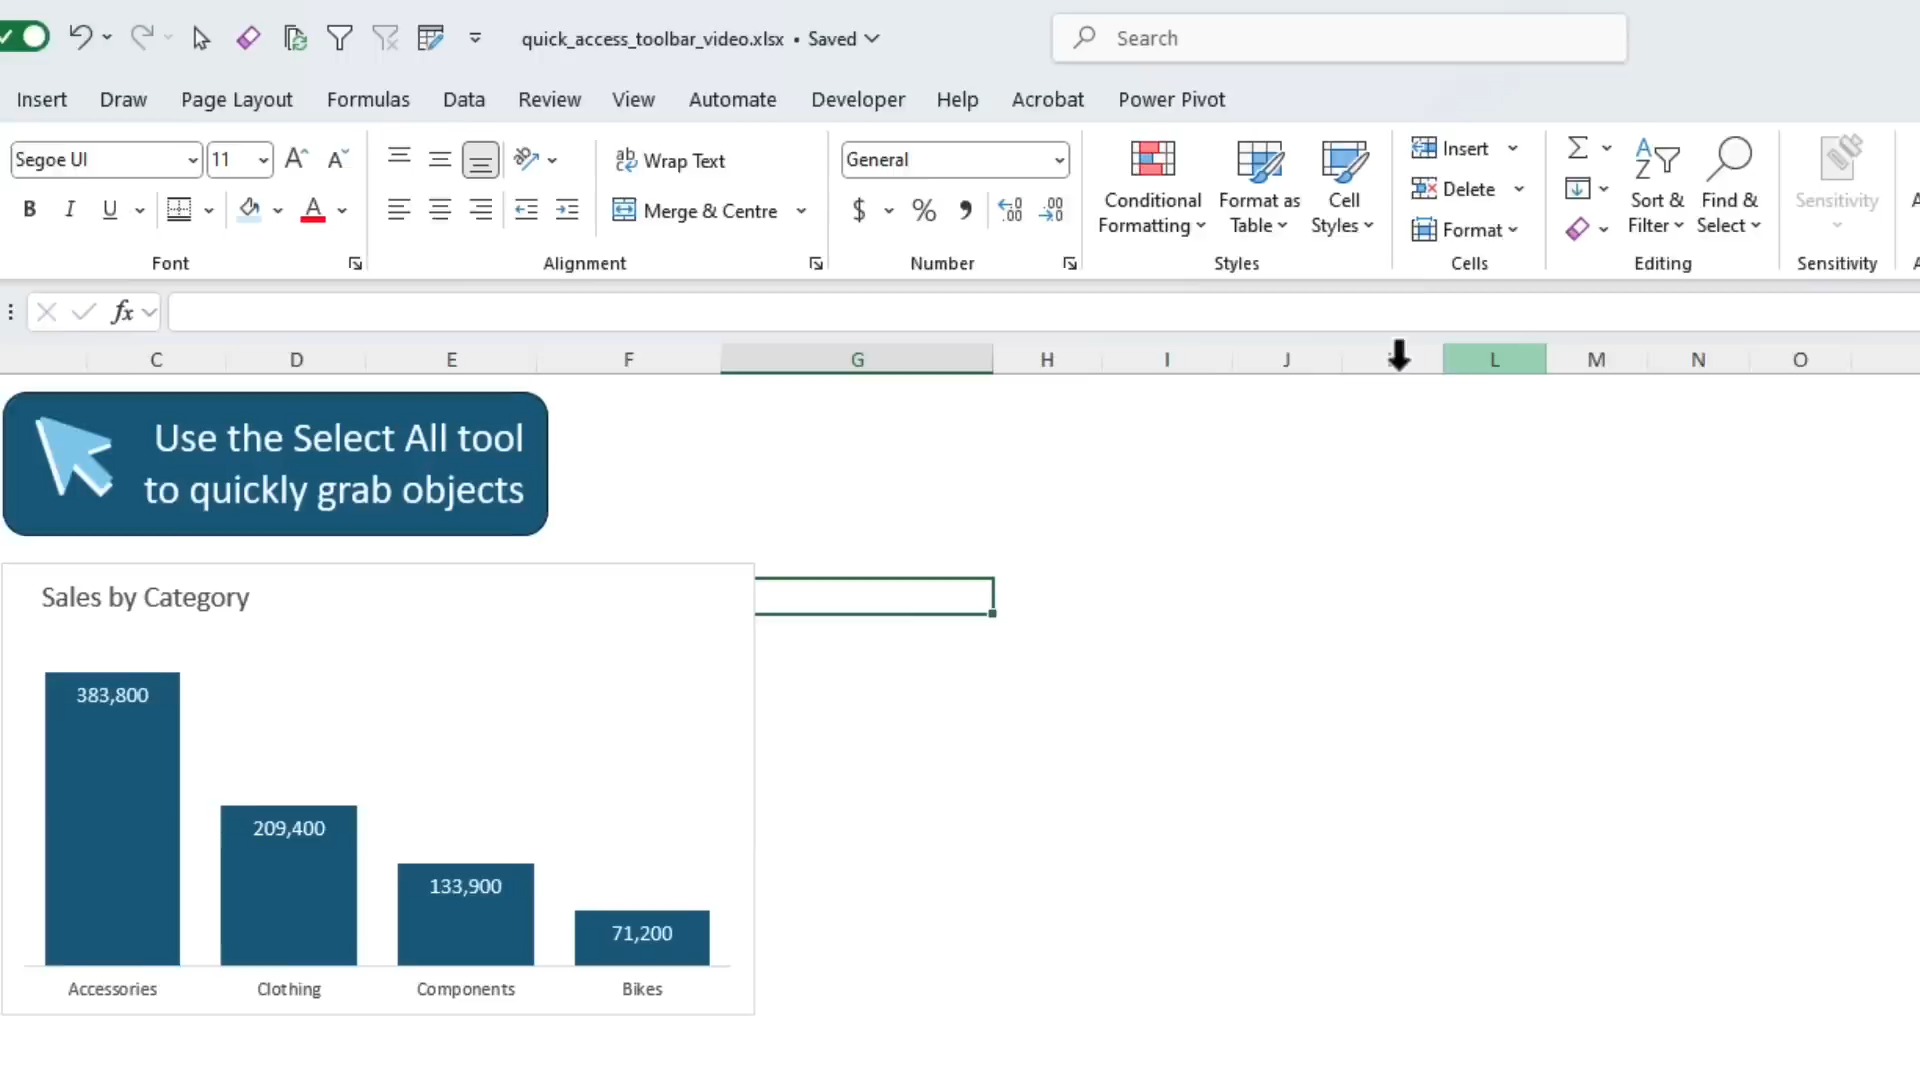 quick_access_toolbar_video.xlsx • Saved
Search
Insert Draw Page Layout Formulas Data Review View Automate Developer Help Acrobat Power Pivot
Segoe UI 11 A A Wrap Text General Insert
B I U A Merge & Centre $ % Conditional Formatting Format as Table Cell Styles Delete Sort & Filter Find & Select Sensitivity
Format
Font Alignment Number Styles Cells Editing Sensitivity
fx
C D E F G H I J L M N O
Use the Select All tool
to quickly grab objects
Sales by Category
383,800
209,400
133,900
71,200
Accessories Clothing Components Bikes